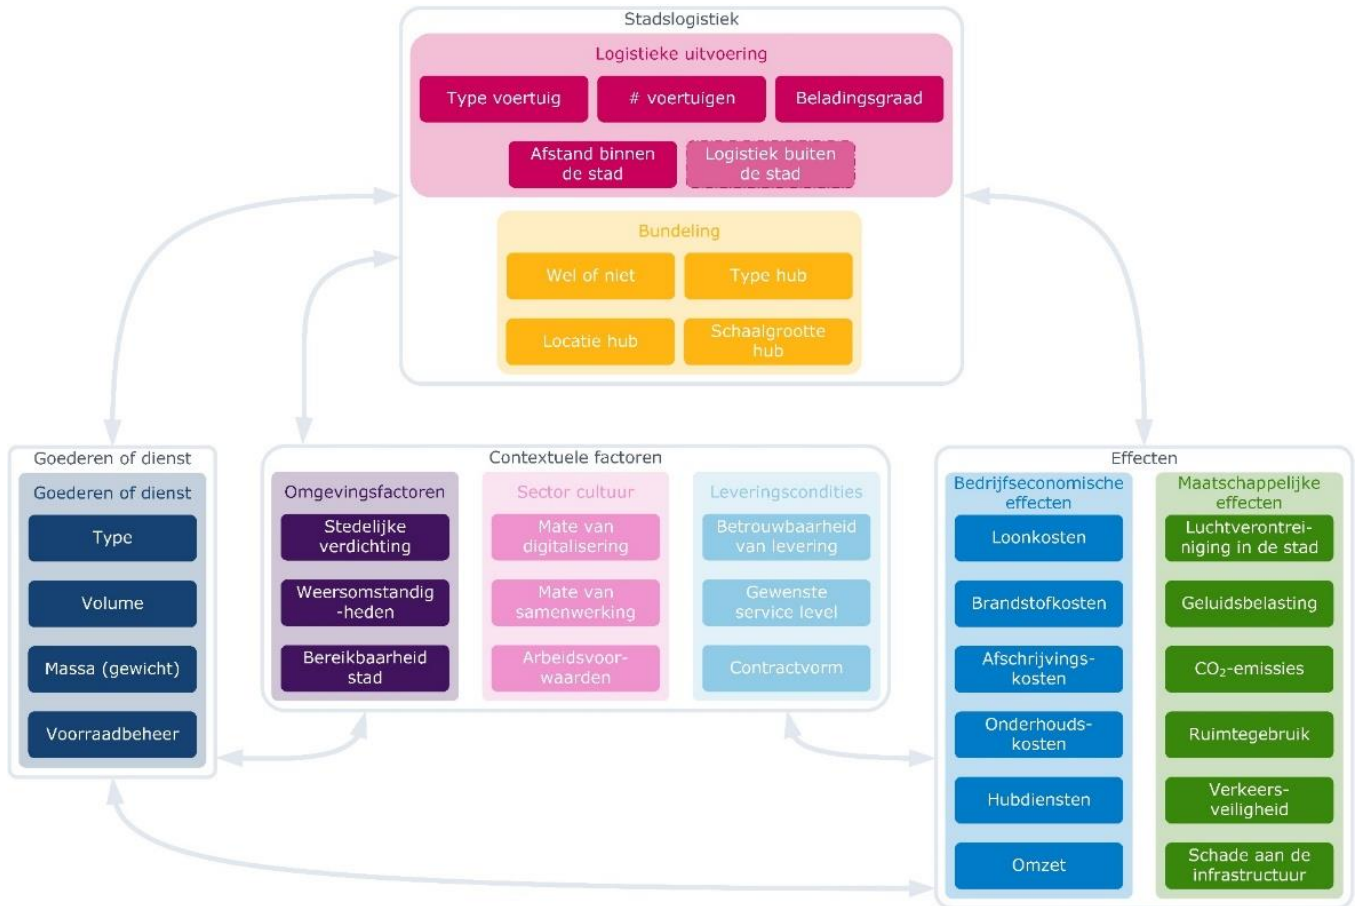 Stadslogistiek
Logistieke uitvoering
Type voertuig
# voertuigen
Beladingsgraad
Afstand binnen
de stad
Logistiek buiten
de stad
Bundeling
Wel of niet
Type hub
Locatie hub
Schaalgrootte
hub
Goederen of dienst
Goederen of dienst
Type
Volume
Massa (gewicht)
Voorraadbeheer
Contextuele factoren
Omgevingsfactoren
Stedelijke
verdichting
Weersomstandig
-heden
Bereikbaarheid
stad
Sector cultuur
Mate van
digitalisering
Mate van
samenwerking
Arbeidsvoor-
waarden
Leveringscondities
Betrouwbaarheid
van levering
Gewenste
service level
Contractvorm
Effecten
Bedrijfseconomische
effecten
Loonkosten
Brandstofkosten
Afschrijvings-
kosten
Onderhouds-
kosten
Hubdiensten
Omzet
Maatschappelijke
effecten
Luchtverontrei-
niging in de stad
Geluidsbelasting
CO₂-emissies
Ruimtegebruik
Verkeers-
veiligheid
Schade aan de
infrastructuur